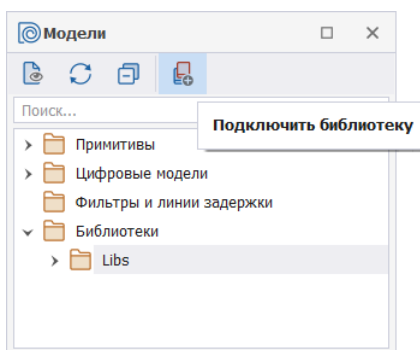 Модели
Поиск...
Подключить библиотеку
Примитивы
Цифровые модели
Фильтры и линии задержки
Библиотеки
Libs